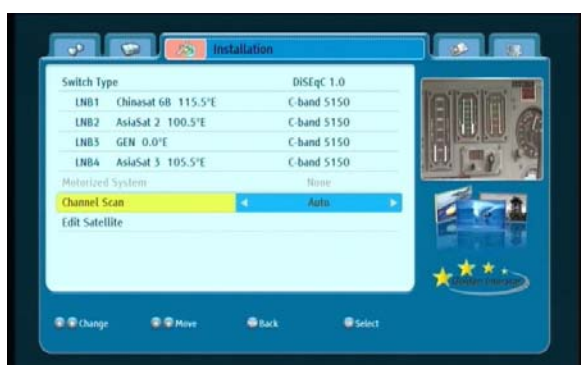 Installation
Switch Type DiSEqC 1.0
LNB1 Chinasat 6B 115.5°E C-band 5150
LNB2 AsiaSat 2 100.5°E C-band 5150
LNB3 GEN 0.0°E C-band 5150
LNB4 AsiaSat 3 105.5°E C-band 5150
Motorized System None
Channel Scan Auto
Edit Satellite
Golden Interstar
Change Move Back Select